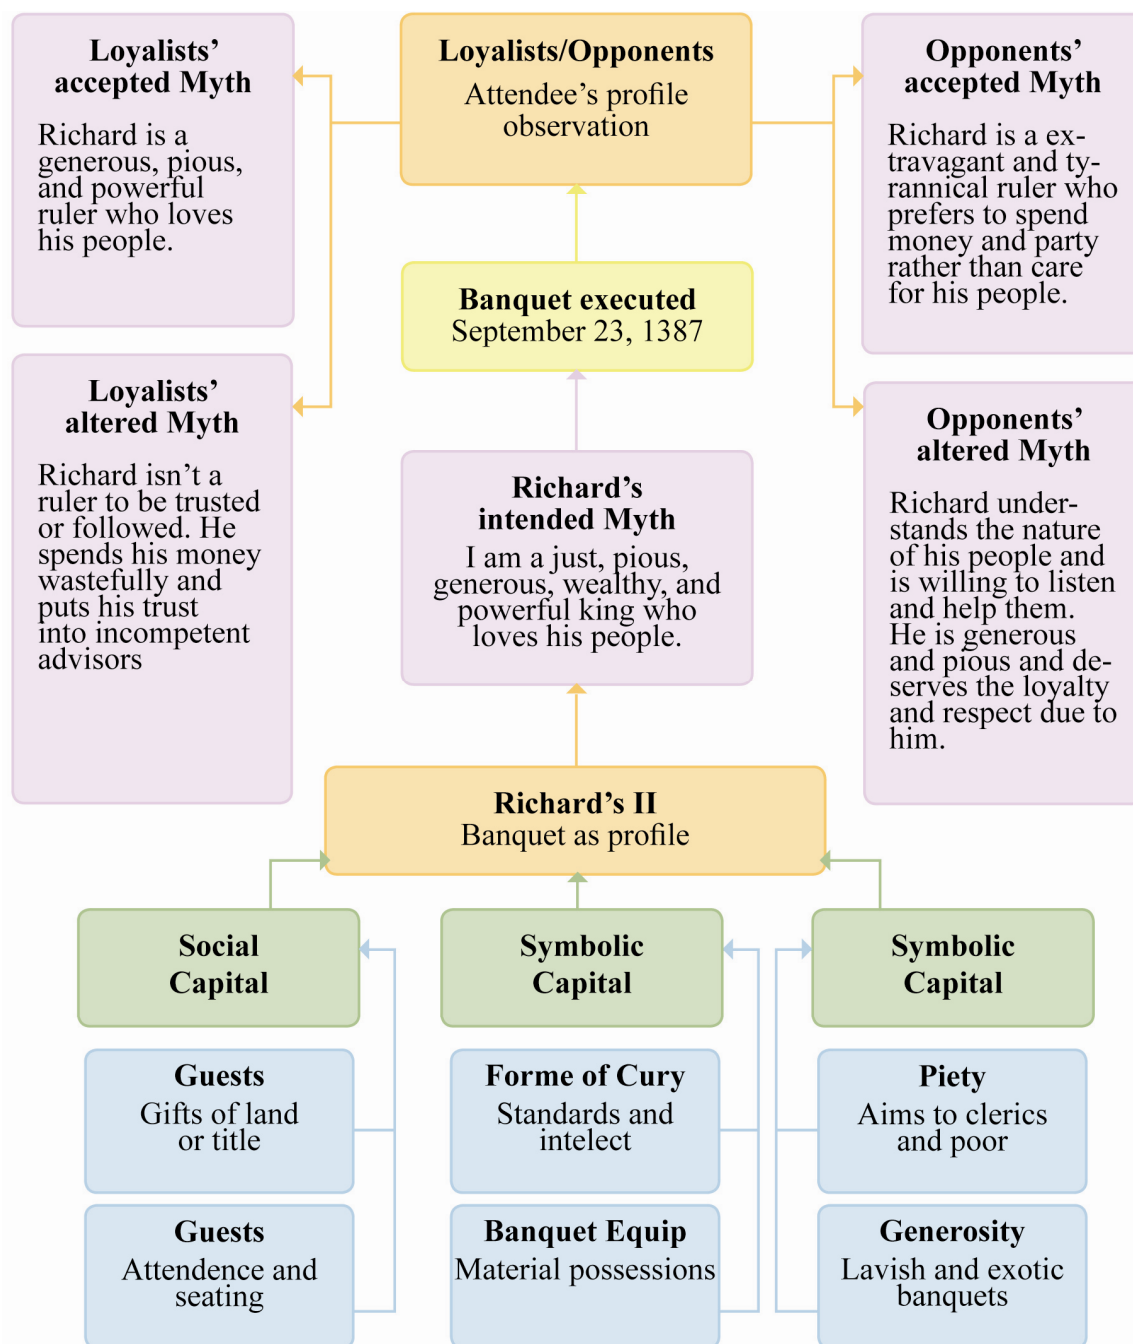 Loyalists’
accepted Myth
Richard is a
generous, pious,
and powerful
ruler who loves
his people.
Loyalists/Opponents
Attendee’s profile
observation
Opponents’
accepted Myth
Richard is a ex-
travagant and ty-
rannical ruler who
prefers to spend
money and party
rather than care
for his people.
Banquet executed
September 23, 1387
Loyalists’
altered Myth
Richard isn’t a
ruler to be trusted
or followed. He
spends his money
wastefully and
puts his trust
into incompetent
advisors
Richard’s
intended Myth
I am a just, pious,
generous, wealthy, and
powerful king who
loves his people.
Opponents’
altered Myth
Richard under-
stands the nature
of his people and
is willing to listen
and help them.
He is generous
and pious and de-
serves the loyalty
and respect due to
him.
Richard’s II
Banquet as profile
Social
Capital
Symbolic
Capital
Symbolic
Capital
Guests
Gifts of land
or title
Forme of Cury
Standards and
intelect
Piety
Aims to clerics
and poor
Guests
Attendence and
seating
Banquet Equip
Material possessions
Generosity
Lavish and exotic
banquets